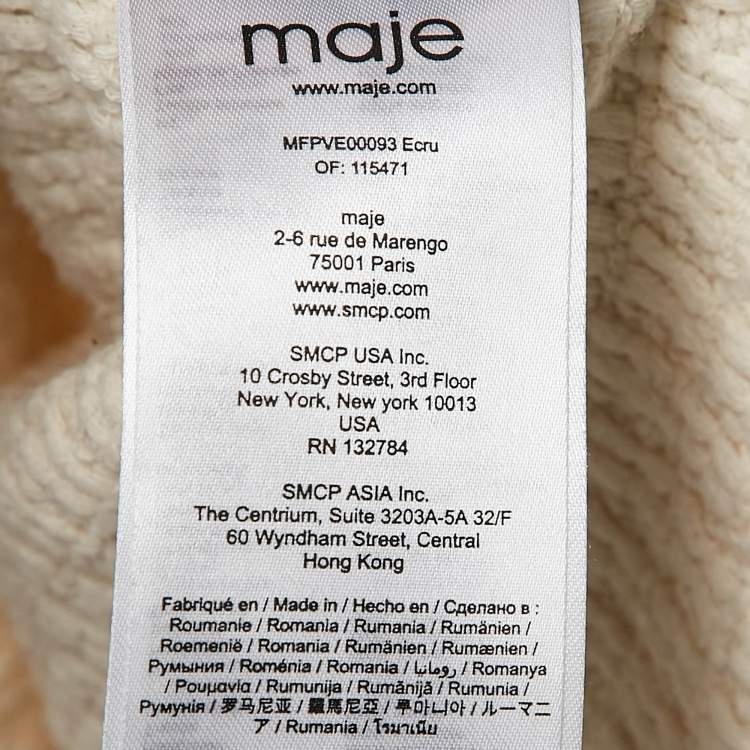 maje
www.maje.com
MFPVE00093 Ecru
OF: 115471
maje
2-6 rue de Marengo
75001 Paris
www.maje.com
www.smcp.com
SMCP USA Inc.
10 Crosby Street, 3rd Floor
New York, New york 10013
USA
RN 132784
SMCP ASIA Inc.
The Centrium, Suite 3203A-5A 32/F
60 Wyndham Street, Central
Hong Kong
Fabriqué en / Made in / Hecho en / Сделано в :
Roumanie / Romania / Rumania / Rumänien /
Roemenië / Romania / Rumänien / Rumænien /
Румыния / Roménia / Romania / رومانيا / Romanya
/ Ρουμανία / Rumunija / Rumānijā / Rumunia /
Румунія / 罗马尼亚 / 羅馬尼亞 / 루마니아 / ルーマニ
ア / Rumania / โรมาเนีย